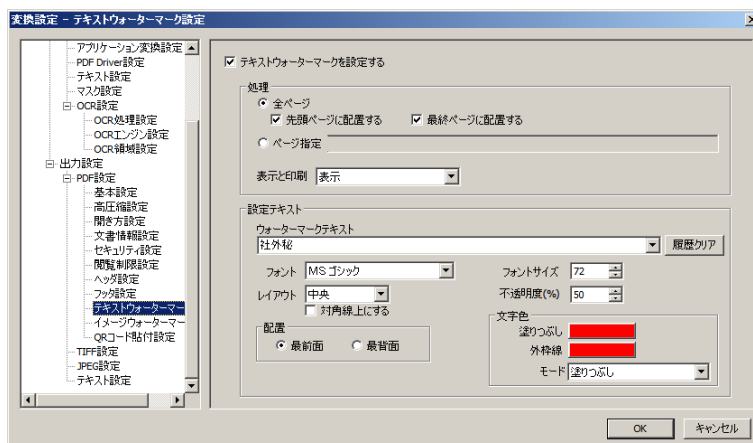 変換設定 - テキストウォーターマーク設定
アプリケーション変換設定
PDF Driver設定
テキスト設定
マスク設定
OCR設定
OCR処理設定
OCRエンジン設定
OCR領域設定
出力設定
PDF設定
基本設定
高圧縮設定
開き方設定
文書情報設定
セキュリティ設定
閲覧制限設定
ヘッダ設定
フッタ設定
テキストウォーターマー
イメージウォーターマー
QRコード貼付設定
TIFF設定
JPEG設定
テキスト設定
テキストウォーターマークを設定する
処理
全ページ
先頭ページに配置する 最終ページに配置する
ページ指定
表示と印刷 表示
設定テキスト
ウォーターマークテキスト
社外秘 履歴クリア
フォント MS ゴシック フォントサイズ 72
レイアウト 中央 不透明度(%) 50
対角線上にする
配置
最前面 最背面
文字色
塗りつぶし
外枠線
モード 塗りつぶし
OK キャンセル